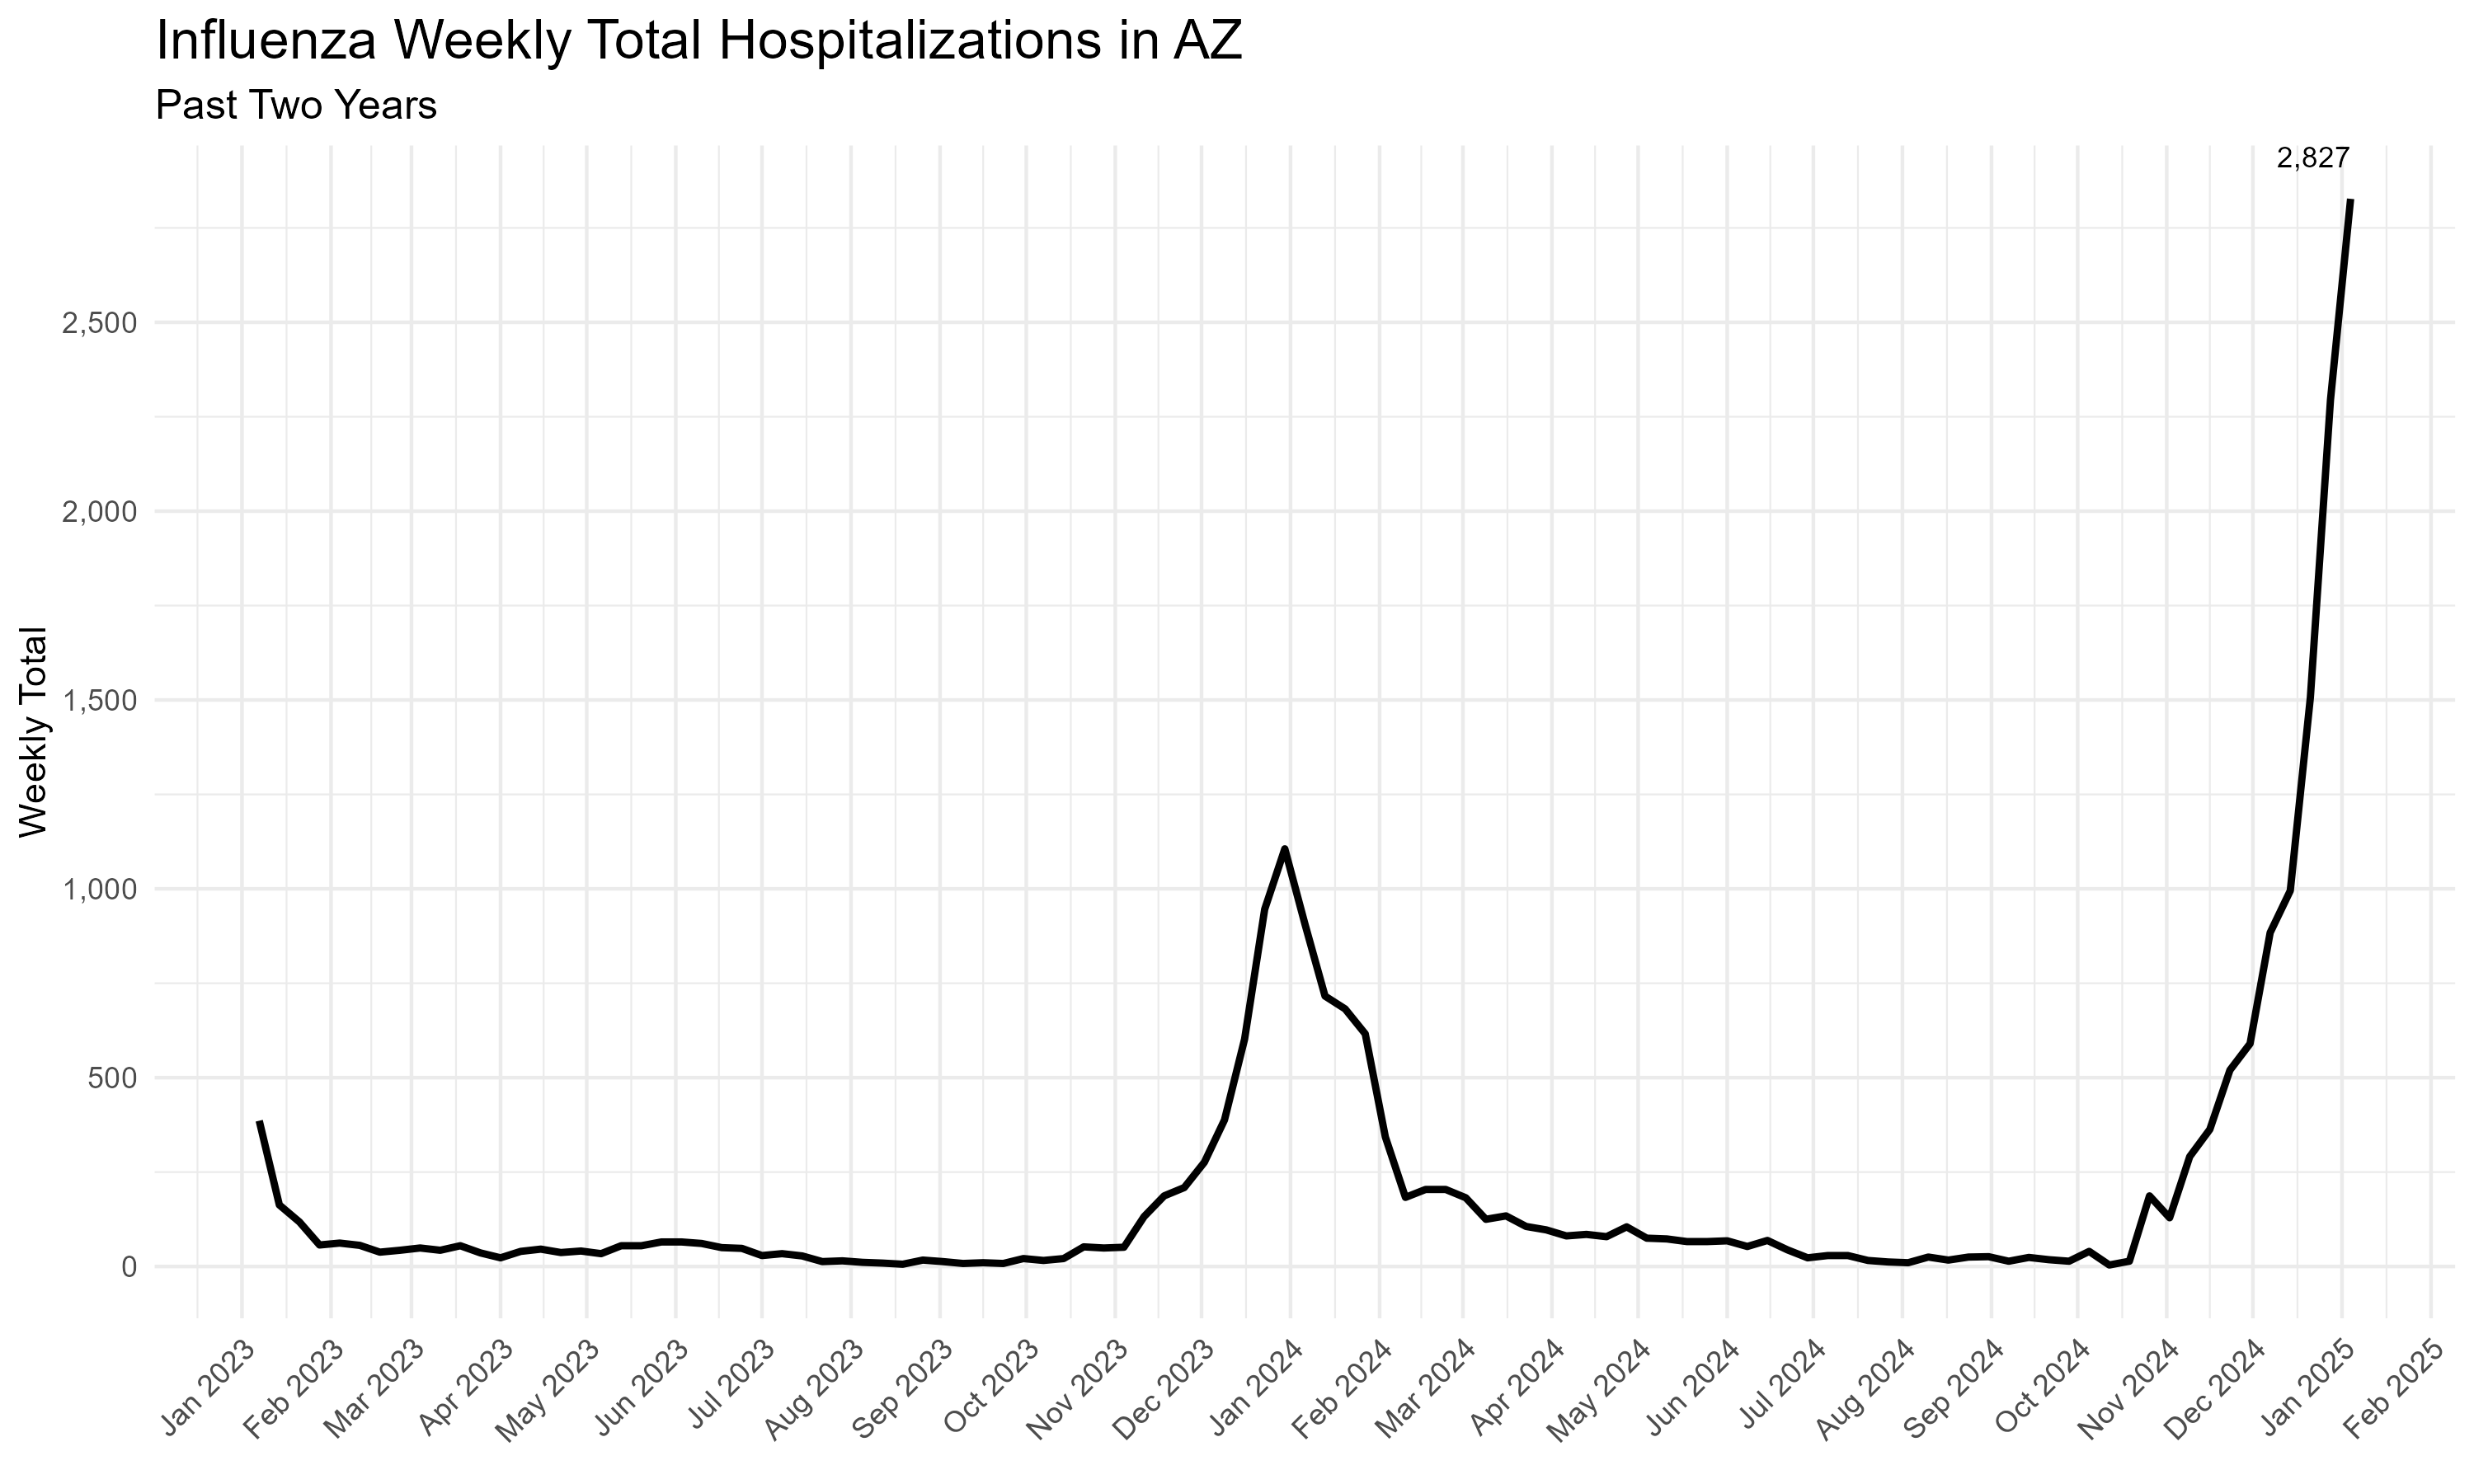 Influenza Weekly Total Hospitalizations in AZ
Past Two Years
2,827
2,500
2,000
1,500
1,000
500
0
Weekly Total
Jan 2023
Feb 2023
Mar 2023
Apr 2023
May 2023
Jun 2023
Jul 2023
Aug 2023
Sep 2023
Oct 2023
Nov 2023
Dec 2023
Jan 2024
Feb 2024
Mar 2024
Apr 2024
May 2024
Jun 2024
Jul 2024
Aug 2024
Sep 2024
Oct 2024
Nov 2024
Dec 2024
Jan 2025
Feb 2025